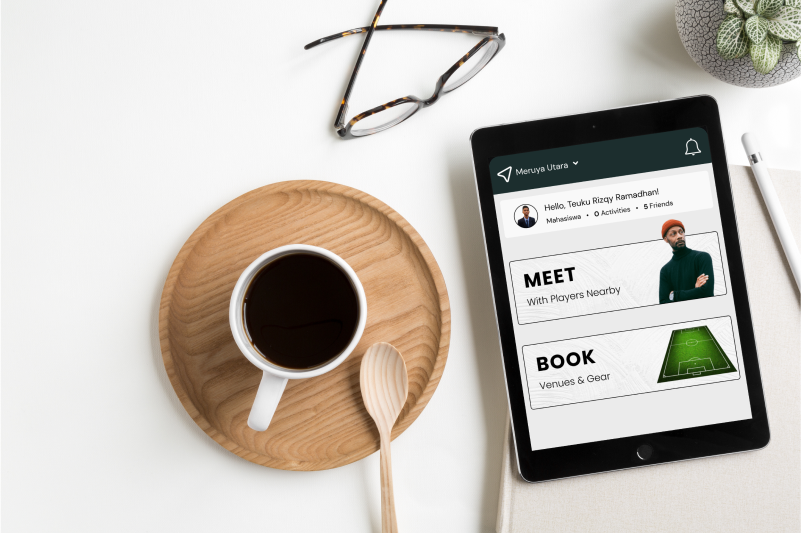 Meruya Utara
Hello, Teuku Rizqy Ramadhan!
Mahasiswa • 0 Activities • 5 Friends
MEET
With Players Nearby
BOOK
Venues & Gear